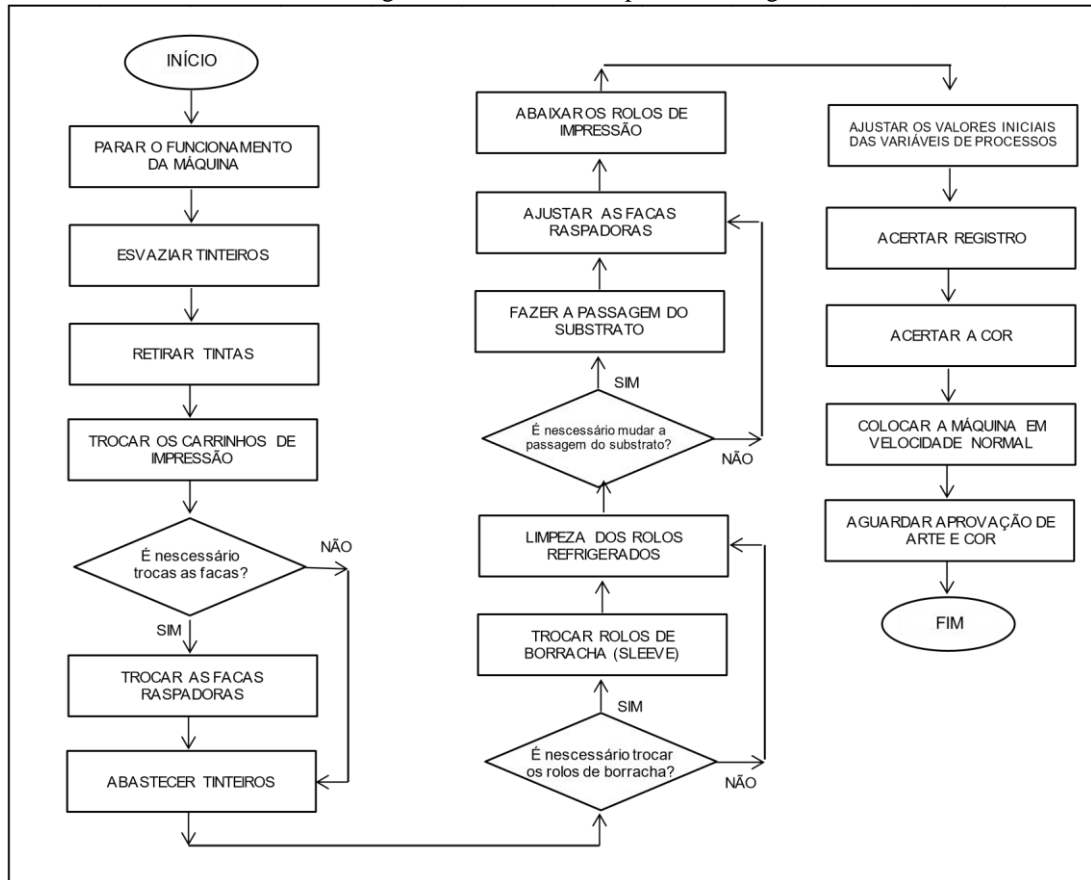 INÍCIO
PARAR O FUNCIONAMENTO
DA MÁQUINA
ESVAZIAR TINTEIROS
RETIRAR TINTAS
TROCAR OS CARRINHOS DE
IMPRESSÃO
É nescessário
trocas as facas?
NÃO
SIM
TROCAR AS FACAS
RASPADORAS
ABASTECER TINTEIROS
É nescessário trocar
os rolos de borracha?
NÃO
SIM
TROCAR ROLOS DE
BORRACHA (SLEEVE)
LIMPEZA DOS ROLOS
REFRIGERADOS
É nescessário mudar a
passagem do substrato?
NÃO
SIM
FAZER A PASSAGEM DO
SUBSTRATO
AJUSTAR AS FACAS
RASPADORAS
ABAIXAR OS ROLOS DE
IMPRESSÃO
AJUSTAR OS VALORES INICIAIS
DAS VARIÁVEIS DE PROCESSOS
ACERTAR REGISTRO
ACERTAR A COR
COLOCAR A MÁQUINA EM
VELOCIDADE NORMAL
AGUARDAR APROVAÇÃO DE
ARTE E COR
FIM